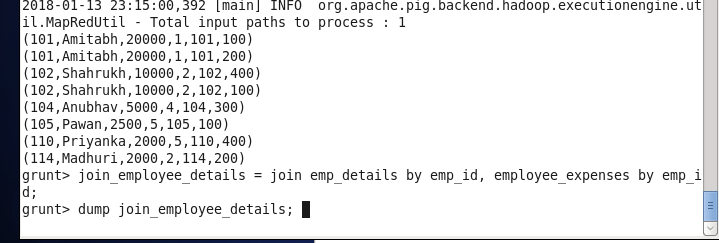 2018-01-13 23:15:00,392 [main] INFO  org.apache.pig.backend.hadoop.executionengine.ut
il.MapRedUtil - Total input paths to process : 1
(101,Amitabh,20000,1,101,100)
(101,Amitabh,20000,1,101,200)
(102,Shahrukh,10000,2,102,400)
(102,Shahrukh,10000,2,102,100)
(104,Anubhav,5000,4,104,300)
(105,Pawan,2500,5,105,100)
(110,Priyanka,2000,5,110,400)
(114,Madhuri,2000,2,114,200)
grunt> join_employee_details = join emp_details by emp_id, employee_expenses by emp_i
d;
grunt> dump join_employee_details;